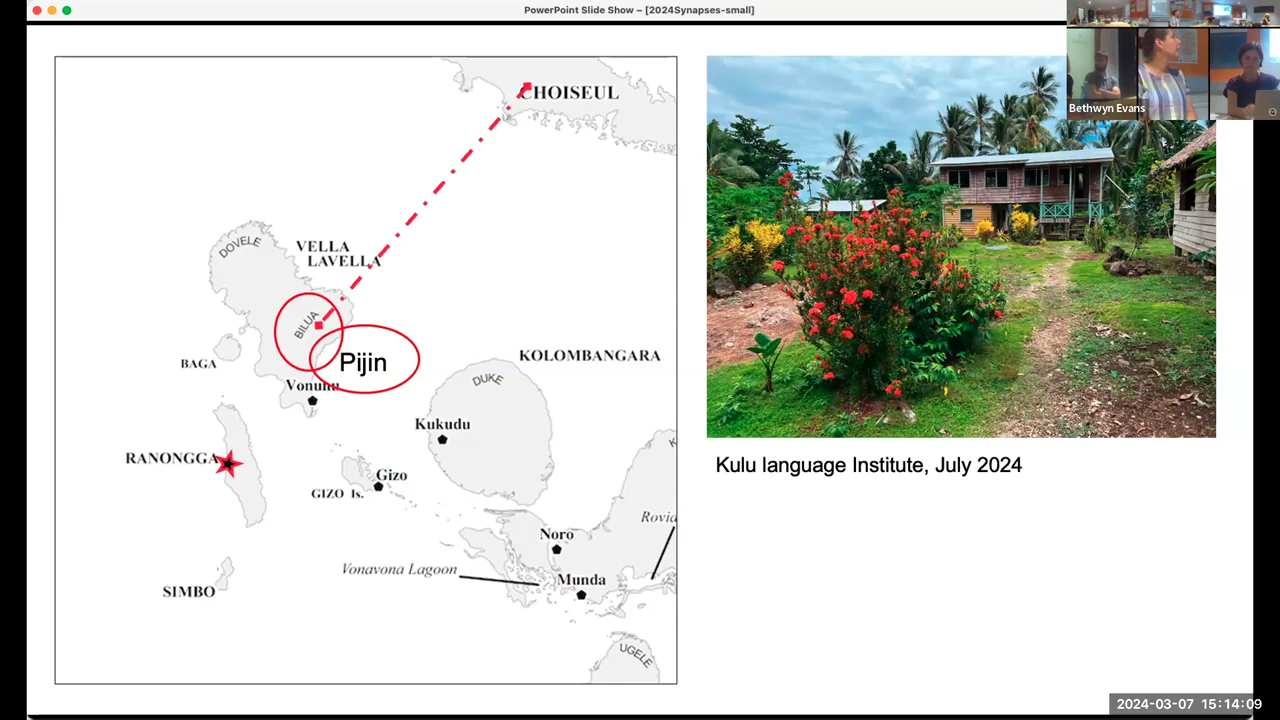 PowerPoint Slide Show – [2024Synapses-small]
Bethwyn Evans
CHOISEUL
DOVELE
VELLA
LAVELLA
BILUA
Pijin
BAGA
Vonunu
KOLOMBANGARA
DUKE
Kukudu
RANONGGA
Gizo
GIZO Is.
Kulu language Institute, July 2024
Rovia
Noro
Vonavona Lagoon
Munda
SIMBO
UGELE
2024-03-07 15:14:09